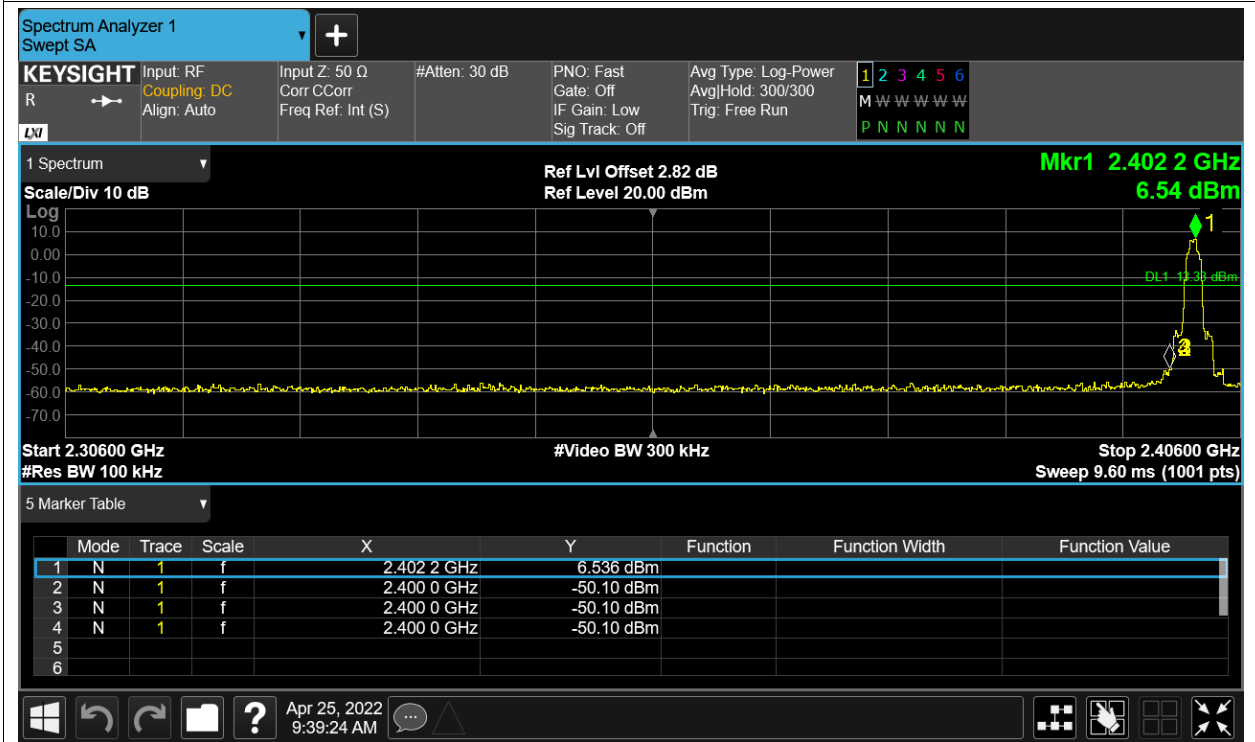 Spectrum Analyzer 1
Swept SA
KEYSIGHT Input: RF Input Z: 50 Ω #Atten: 30 dB PNO: Fast Avg Type: Log-Power 1 2 3 4 5 6
R Coupling: DC Corr CCorr Gate: Off Avg|Hold: 300/300 M W W W W W
Align: Auto Freq Ref: Int (S) IF Gain: Low Trig: Free Run
LXI Sig Track: Off P N N N N N
1 Spectrum Ref Lvl Offset 2.82 dB Mkr1 2.402 2 GHz
Scale/Div 10 dB Ref Level 20.00 dBm 6.54 dBm
Log
1
10.0
0.00
-10.0 DL1 -13.33 dBm
-20.0
-30.0
-40.0
-50.0
-60.0
-70.0
Start 2.30600 GHz #Video BW 300 kHz Stop 2.40600 GHz
#Res BW 100 kHz Sweep 9.60 ms (1001 pts)
5 Marker Table
Mode Trace Scale X Y Function Function Width Function Value
1 N 1 f 2.402 2 GHz 6.536 dBm
2 N 1 f 2.400 0 GHz -50.10 dBm
3 N 1 f 2.400 0 GHz -50.10 dBm
4 N 1 f 2.400 0 GHz -50.10 dBm
5
6
? Apr 25, 2022
9:39:24 AM